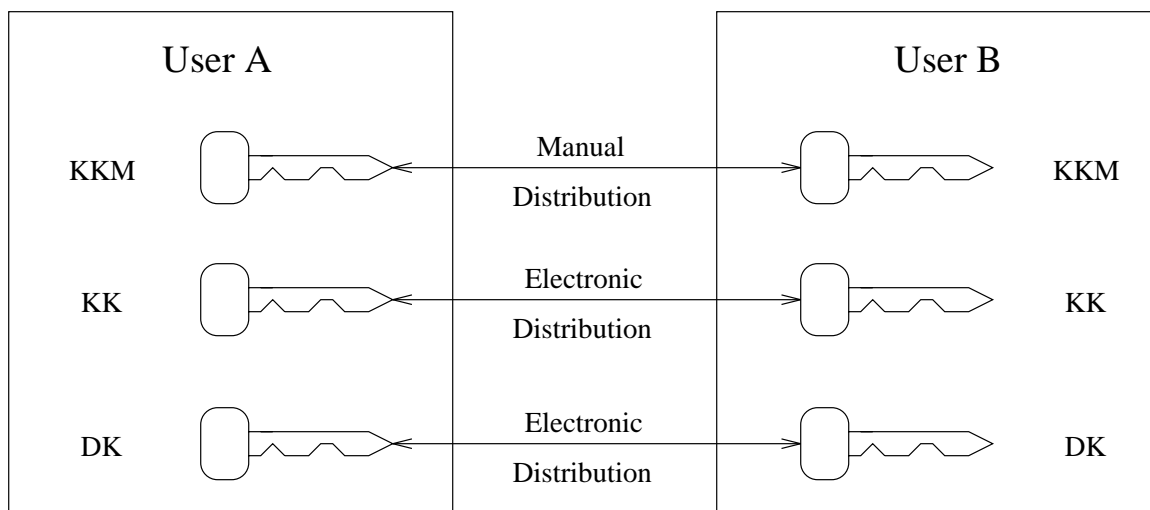 User A
User B
KKM
Manual
Distribution
KKM
KK
Electronic
Distribution
KK
DK
Electronic
Distribution
DK